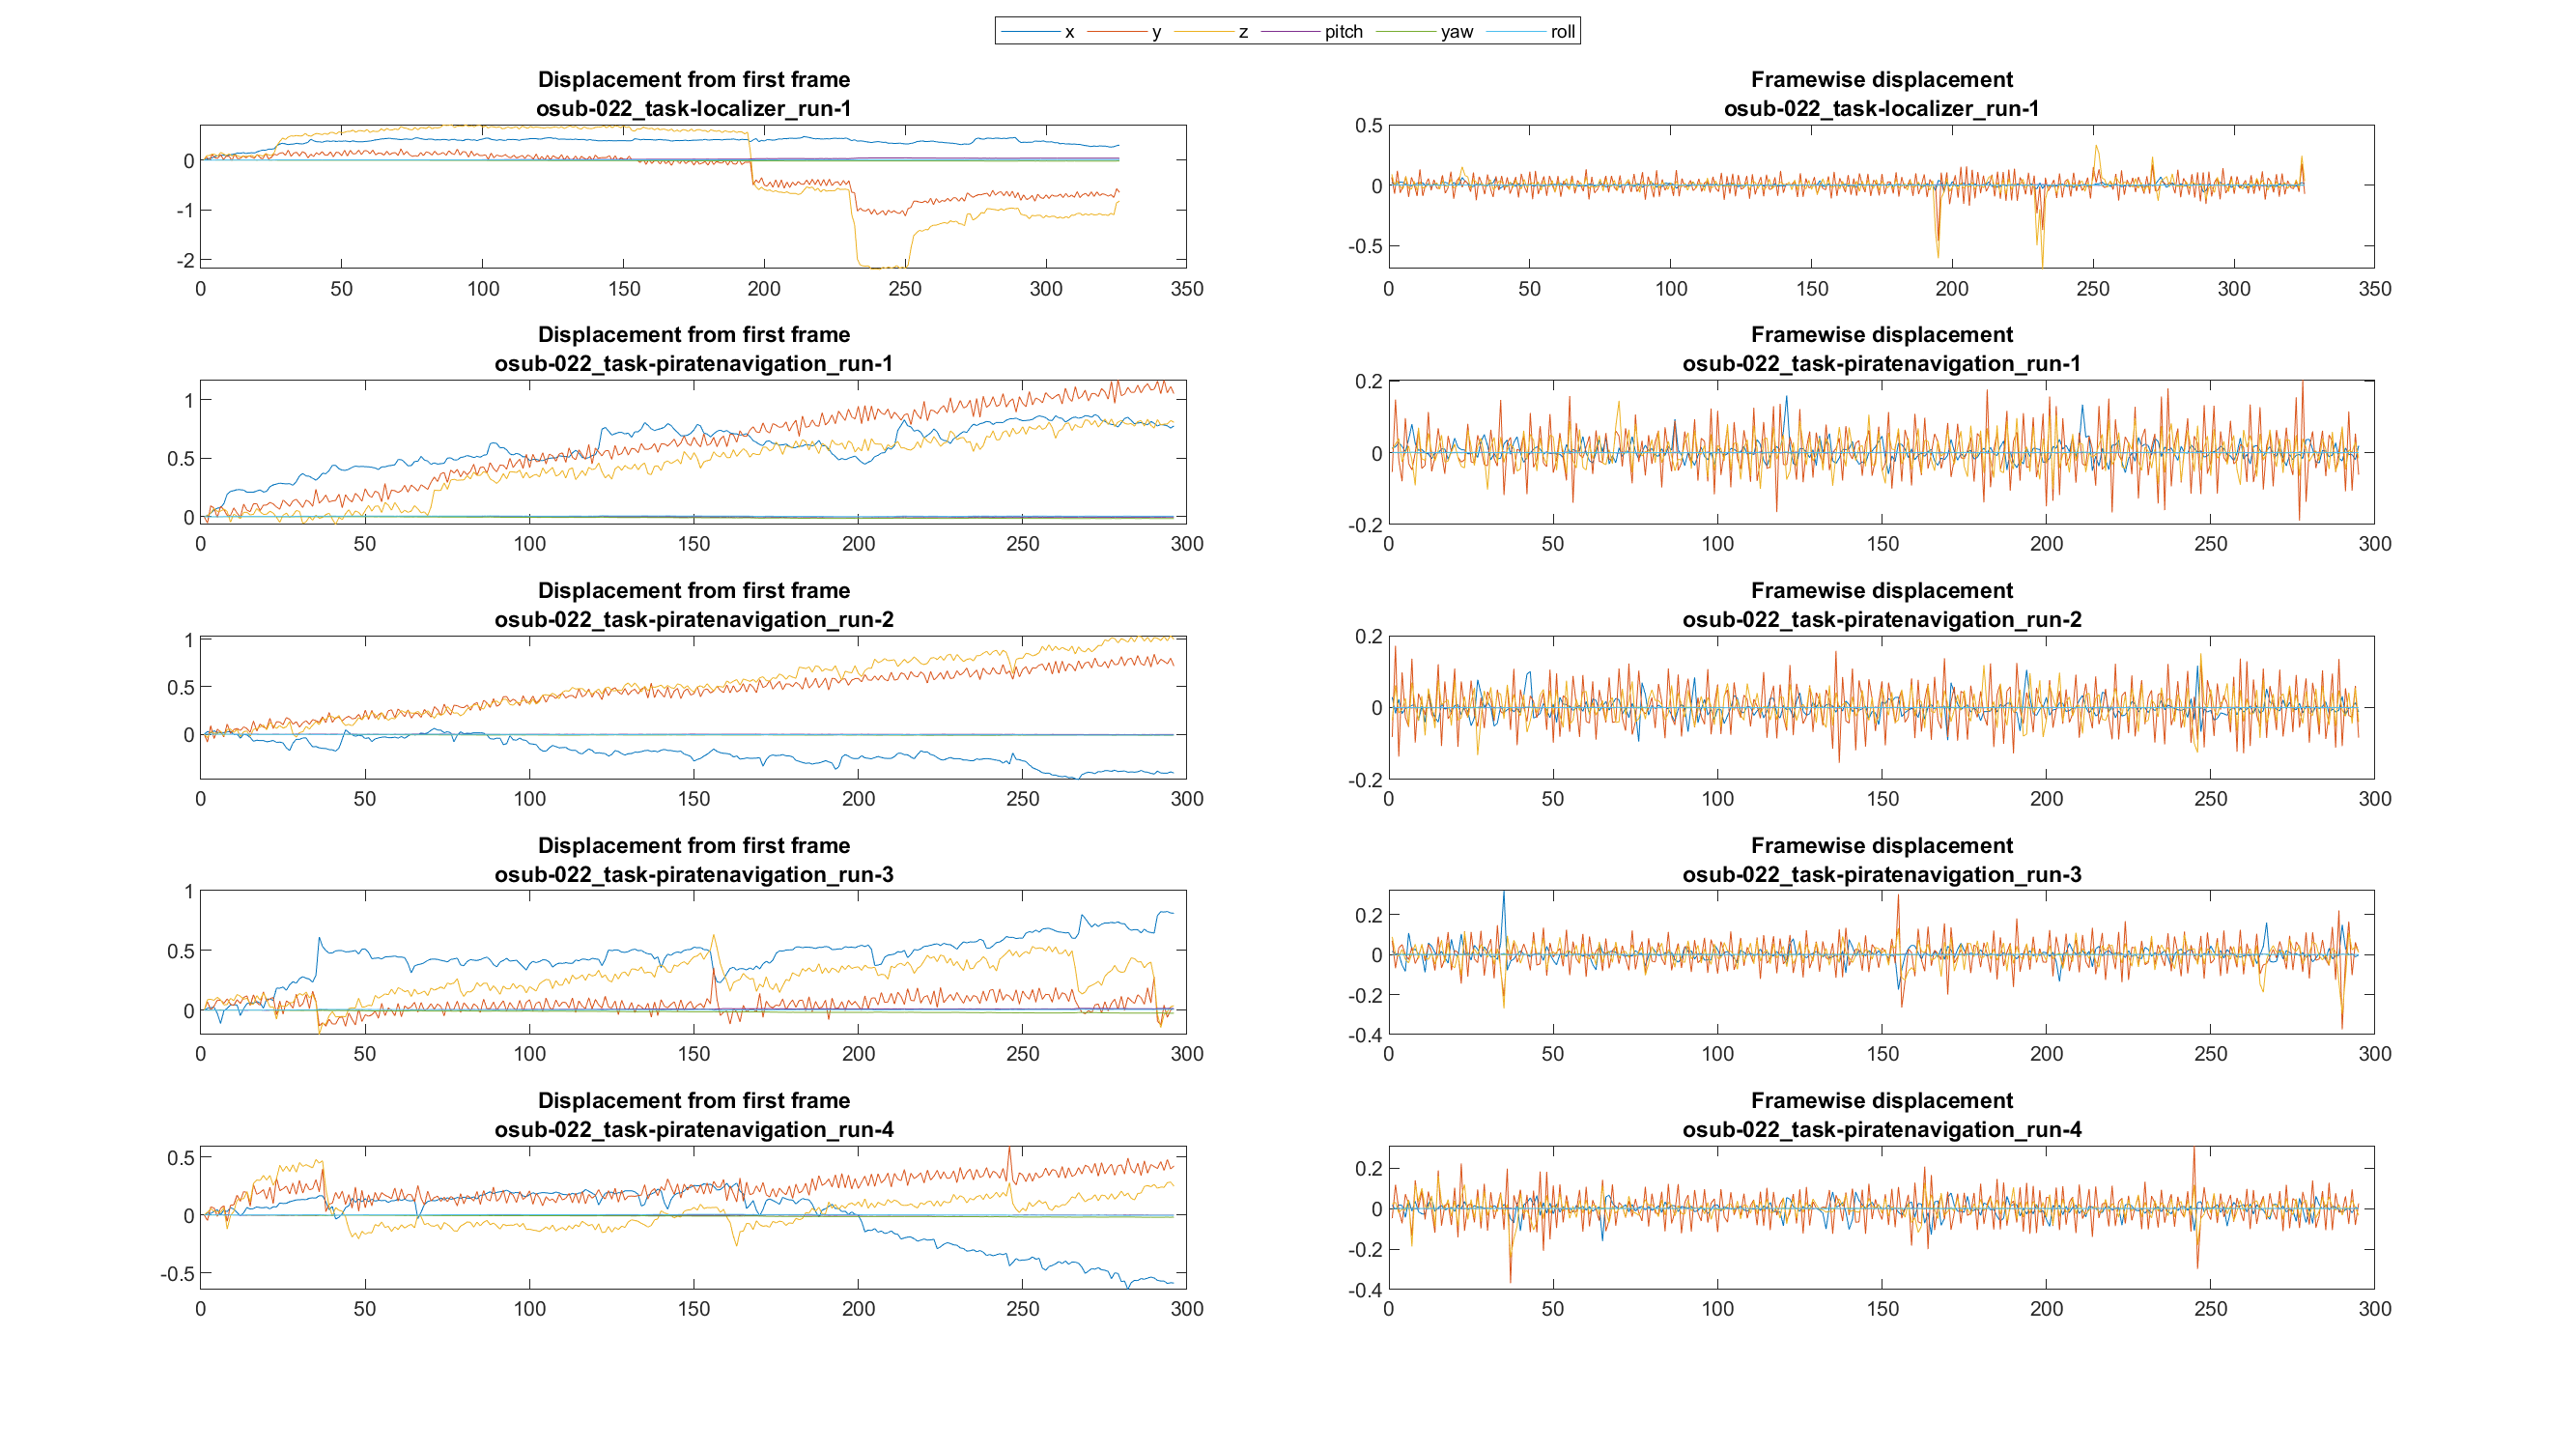 x y z pitch yaw roll
Displacement from first frame
osub-022_task-localizer_run-1
0
-1
-2
0 50 100 150 200 250 300 350
Framewise displacement
osub-022_task-localizer_run-1
0.5
0
-0.5
0 50 100 150 200 250 300 350
Displacement from first frame
osub-022_task-piratenavigation_run-1
1
0.5
0
0 50 100 150 200 250 300
Framewise displacement
osub-022_task-piratenavigation_run-1
0.2
0
-0.2
0 50 100 150 200 250 300
Displacement from first frame
osub-022_task-piratenavigation_run-2
1
0.5
0
0 50 100 150 200 250 300
Framewise displacement
osub-022_task-piratenavigation_run-2
0.2
0
-0.2
0 50 100 150 200 250 300
Displacement from first frame
osub-022_task-piratenavigation_run-3
1
0.5
0
0 50 100 150 200 250 300
Framewise displacement
osub-022_task-piratenavigation_run-3
0.2
0
-0.2
-0.4
0 50 100 150 200 250 300
Displacement from first frame
osub-022_task-piratenavigation_run-4
0.5
0
-0.5
0 50 100 150 200 250 300
Framewise displacement
osub-022_task-piratenavigation_run-4
0.2
0
-0.2
-0.4
0 50 100 150 200 250 300